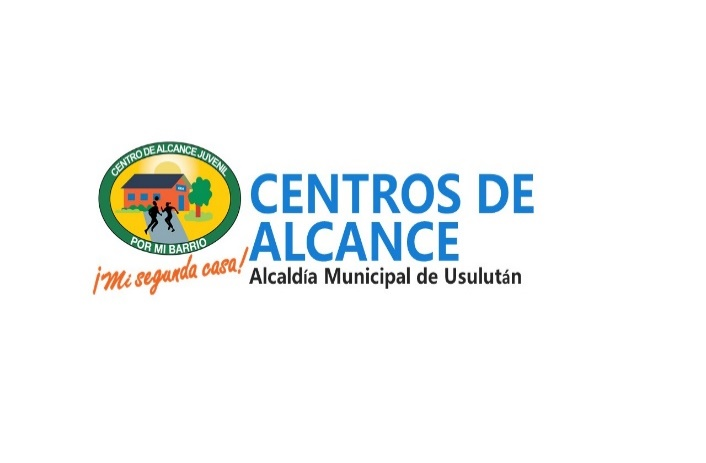 CENTRO DE ALCANCE JUVENIL
POR MI BARRIO
¡Mi segunda casa!
CENTROS DE
ALCANCE
Alcaldía Municipal de Usulután